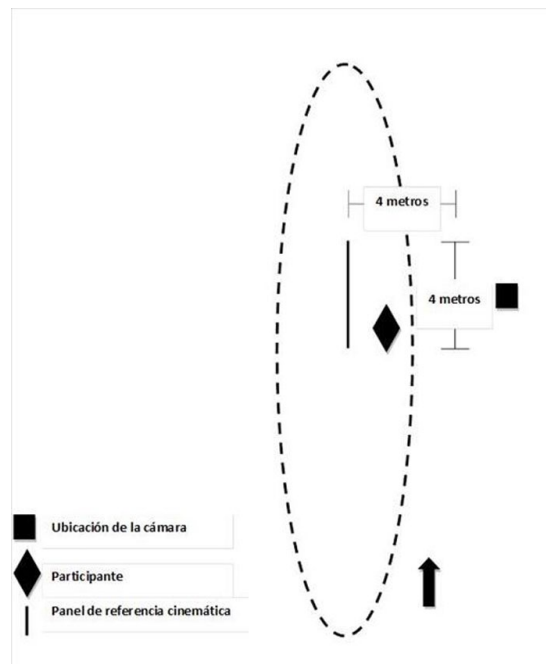 4 metros
4 metros
Ubicación de la cámara
Participante
Panel de referencia cinemática